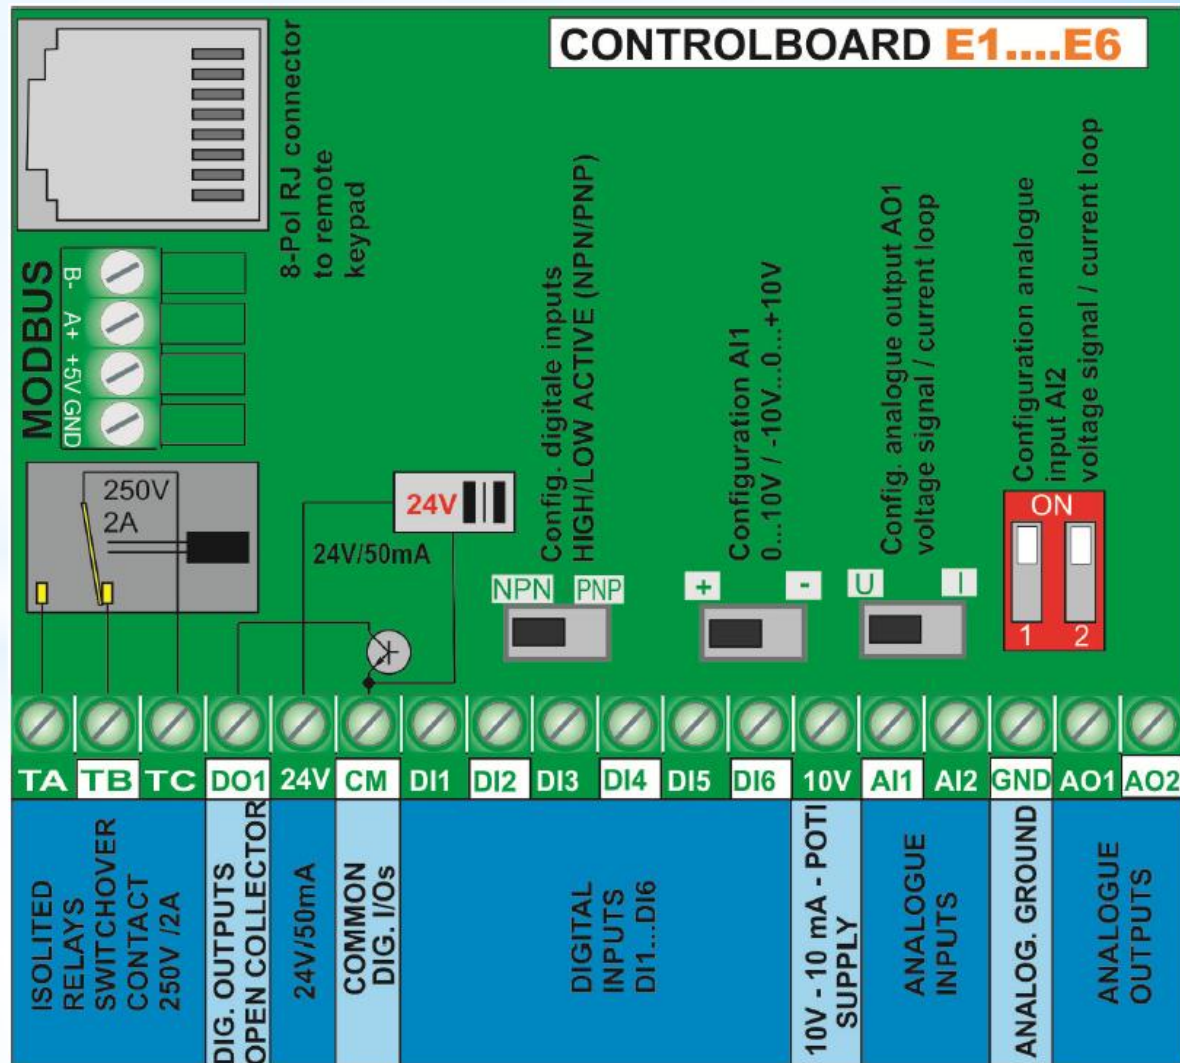 CONTROLBOARD E1....E6
8-Pol RJ connector
to remote
keypad
MODBUS
B-
A+
+5V
GND
250V
2A
24V
24V/50mA
Config. digitale inputs
HIGH/LOW ACTIVE (NPN/PNP)
NPN PNP
Configuration AI1
0...10V / -10V...0...+10V
+ -
Config. analogue output AO1
voltage signal / current loop
U I
Configuration analogue
input AI2
voltage signal / current loop
ON
1 2
TA TB TC DO1 24V CM DI1 DI2 DI3 DI4 DI5 DI6 10V AI1 AI2 GND AO1 AO2
ISOLITED
RELAYS
SWITCHOVER
CONTACT
250V /2A
DIG. OUTPUTS
OPEN COLLECTOR
24V/50mA
COMMON
DIG. I/Os
DIGITAL
INPUTS
DI1...DI6
10V - 10 mA - POTI
SUPPLY
ANALOGUE
INPUTS
ANALOG. GROUND
ANALOGUE
OUTPUTS